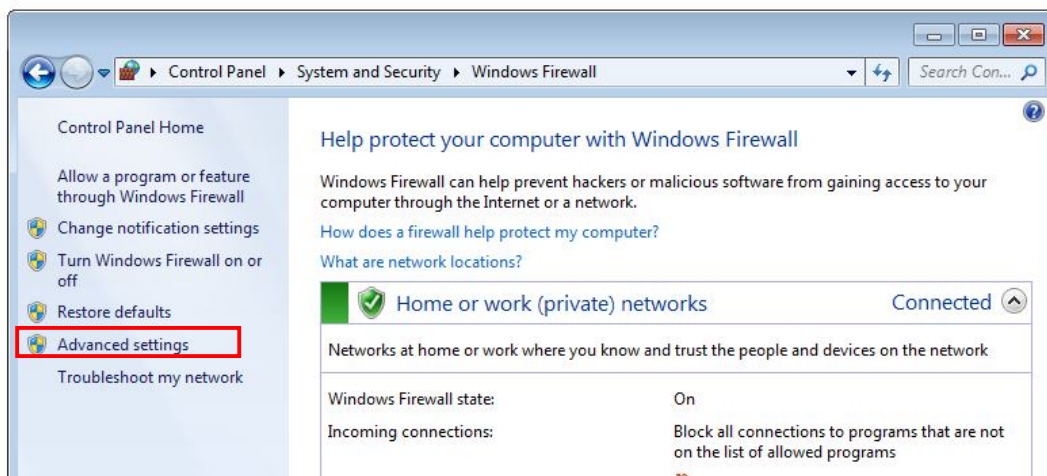 Control Panel ▸ System and Security ▸ Windows Firewall
Search Con...
Control Panel Home
Allow a program or feature
through Windows Firewall
Change notification settings
Turn Windows Firewall on or
off
Restore defaults
Advanced settings
Troubleshoot my network
Help protect your computer with Windows Firewall
Windows Firewall can help prevent hackers or malicious software from gaining access to your
computer through the Internet or a network.
How does a firewall help protect my computer?
What are network locations?
Home or work (private) networks Connected
Networks at home or work where you know and trust the people and devices on the network
Windows Firewall state: On
Incoming connections: Block all connections to programs that are not
on the list of allowed programs